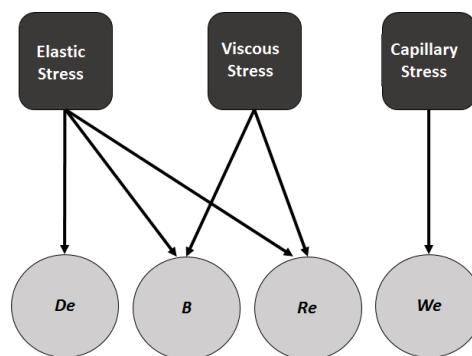 Elastic
Stress
Viscous
Stress
Capillary
Stress
De
B
Re
We